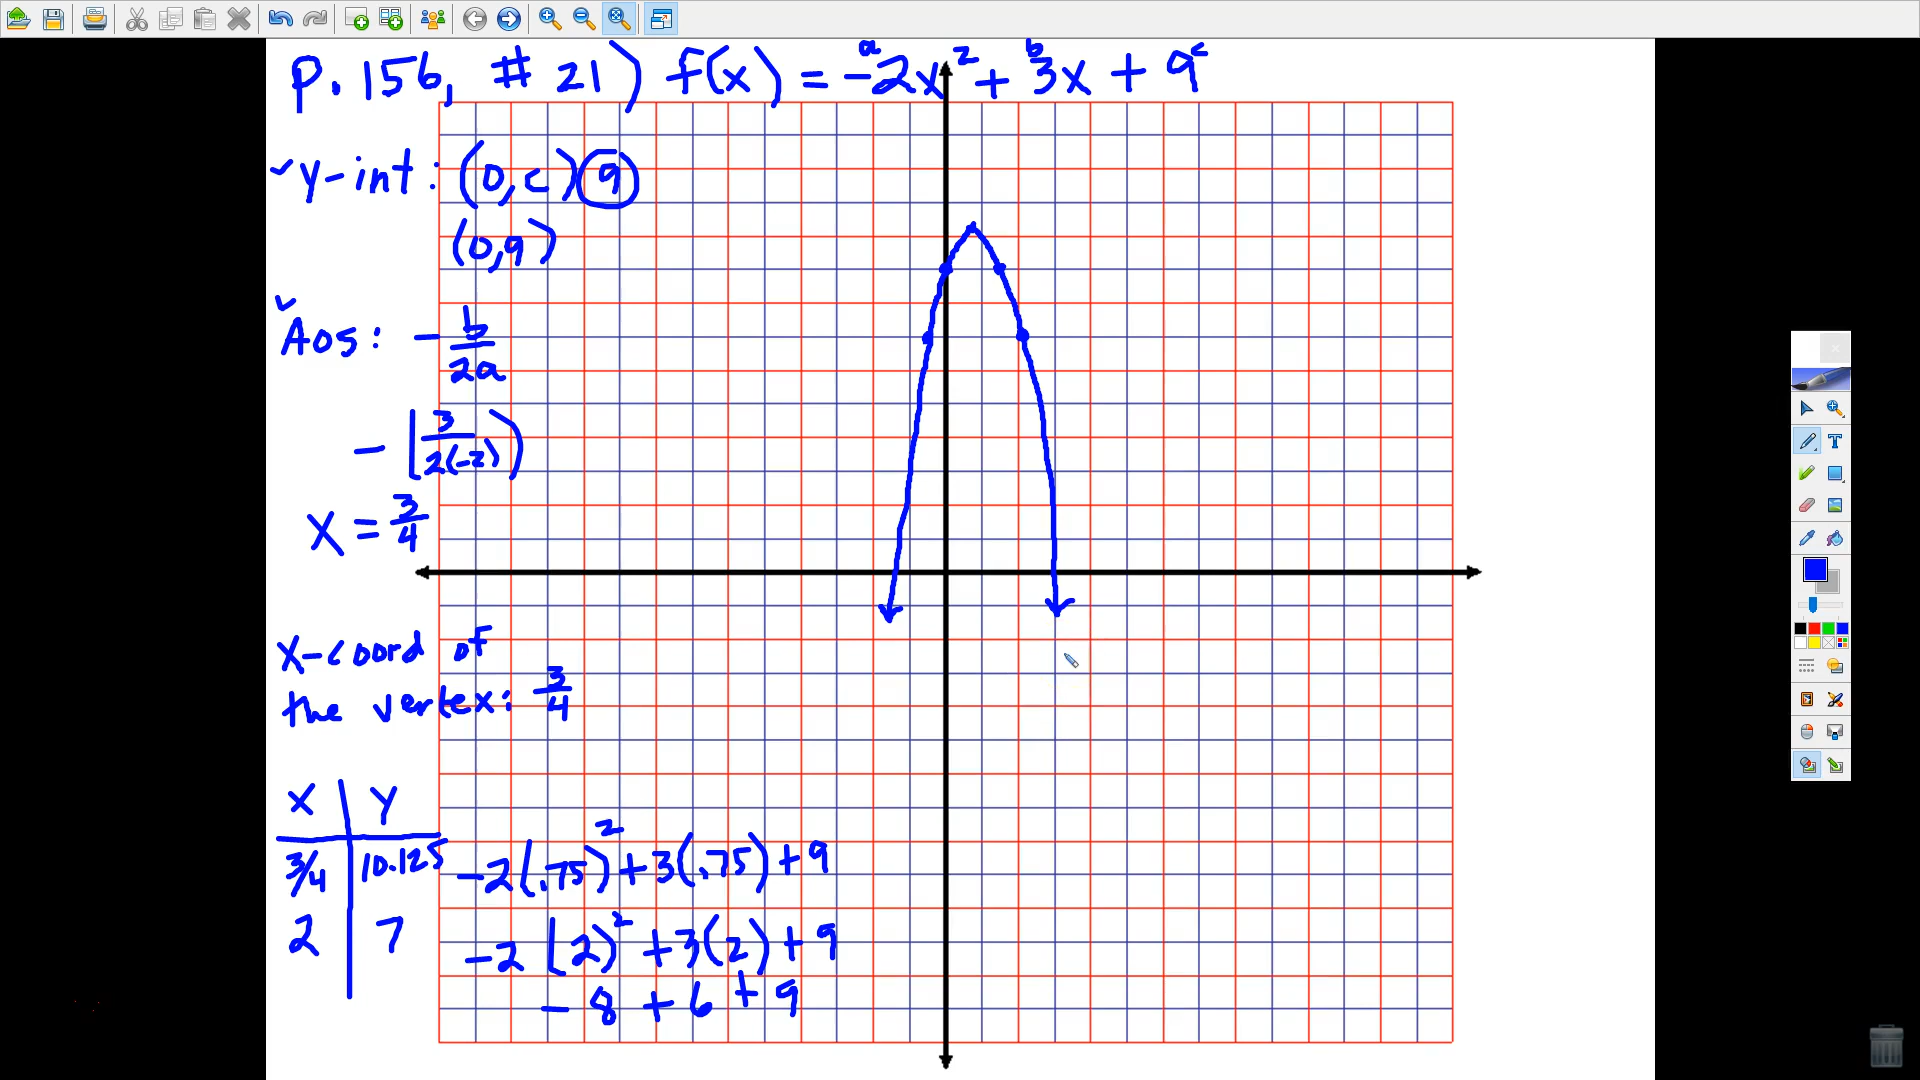 p. 156, # 21) f(x) = -2x² + 3x + 9
a b c
y-int: (0, c) 9
(0, 9)
Aos: - b/2a
- (3/2(-2))
x = 3/4
x-coord of
the vertex: 3/4
x | y
3/4 | 10.125 -2(.75)² + 3(.75) + 9
2 | 7 -2(2)² + 3(2) + 9
-8 + 6 + 9